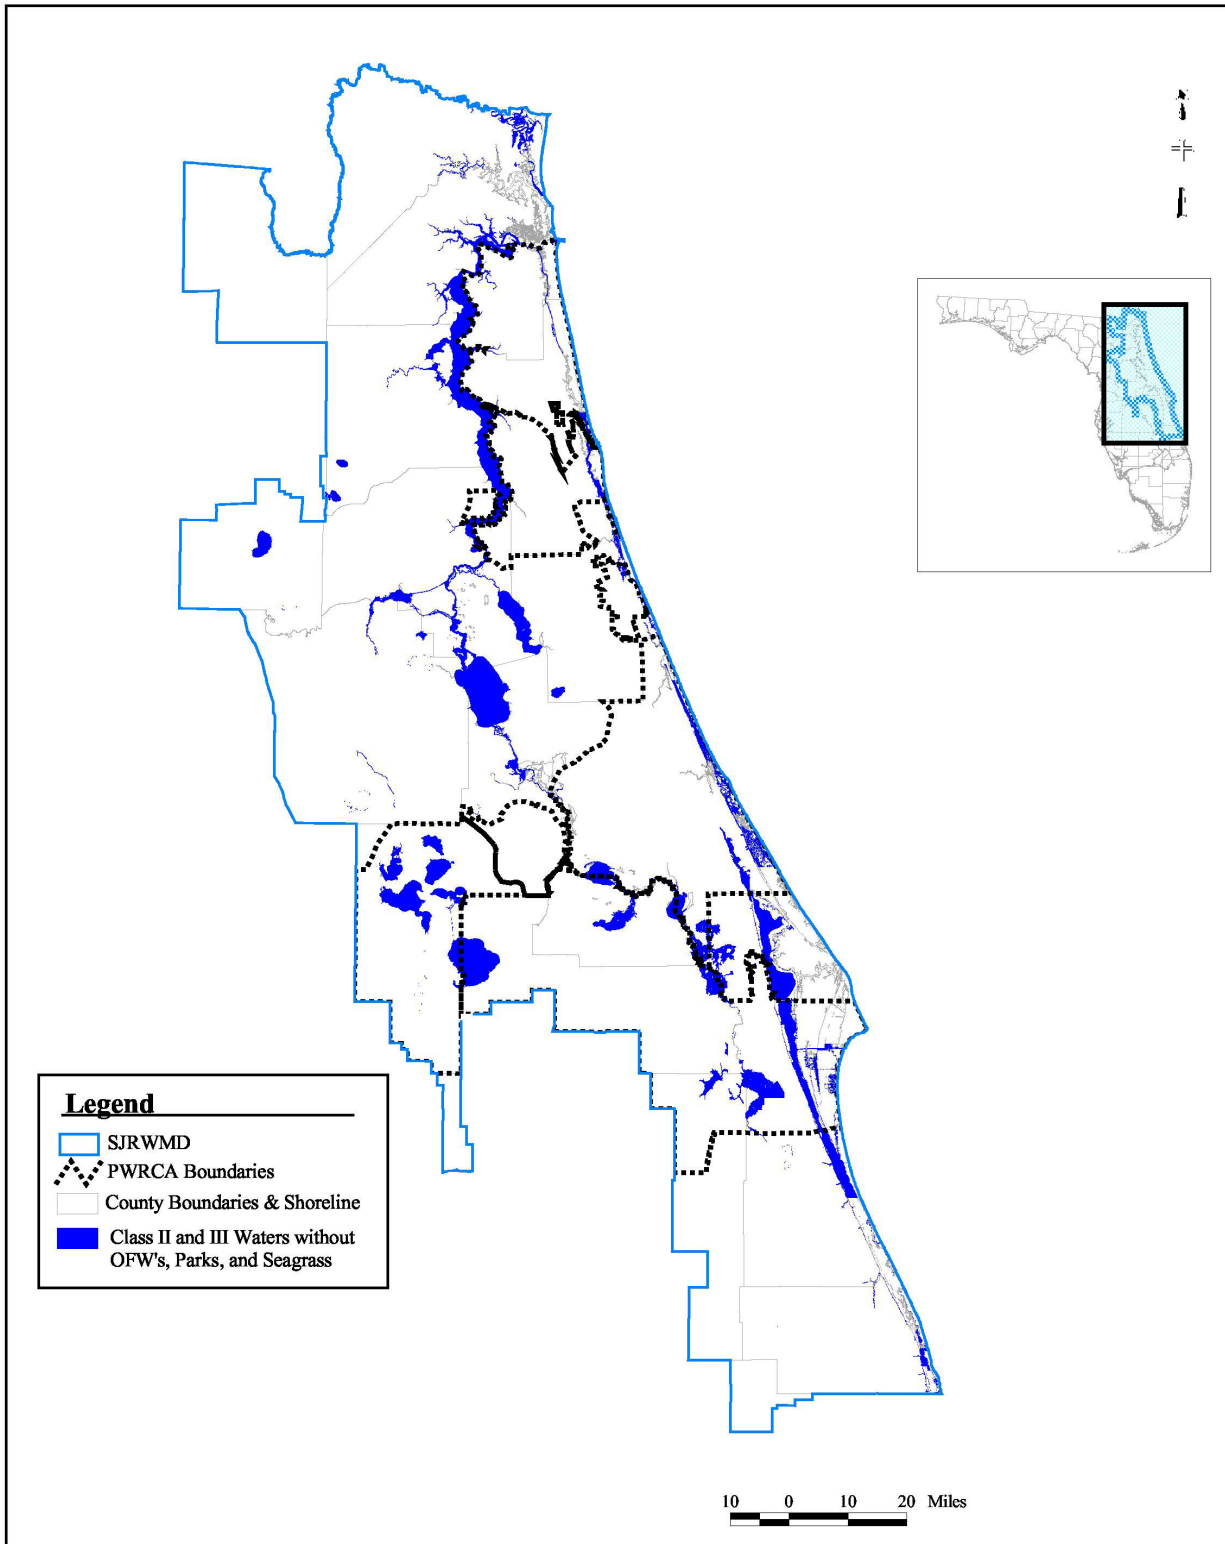 Legend
SJRWMD
PWRCA Boundaries
County Boundaries & Shoreline
Class II and III Waters without
OFW's, Parks, and Seagrass
10 0 10 20 Miles